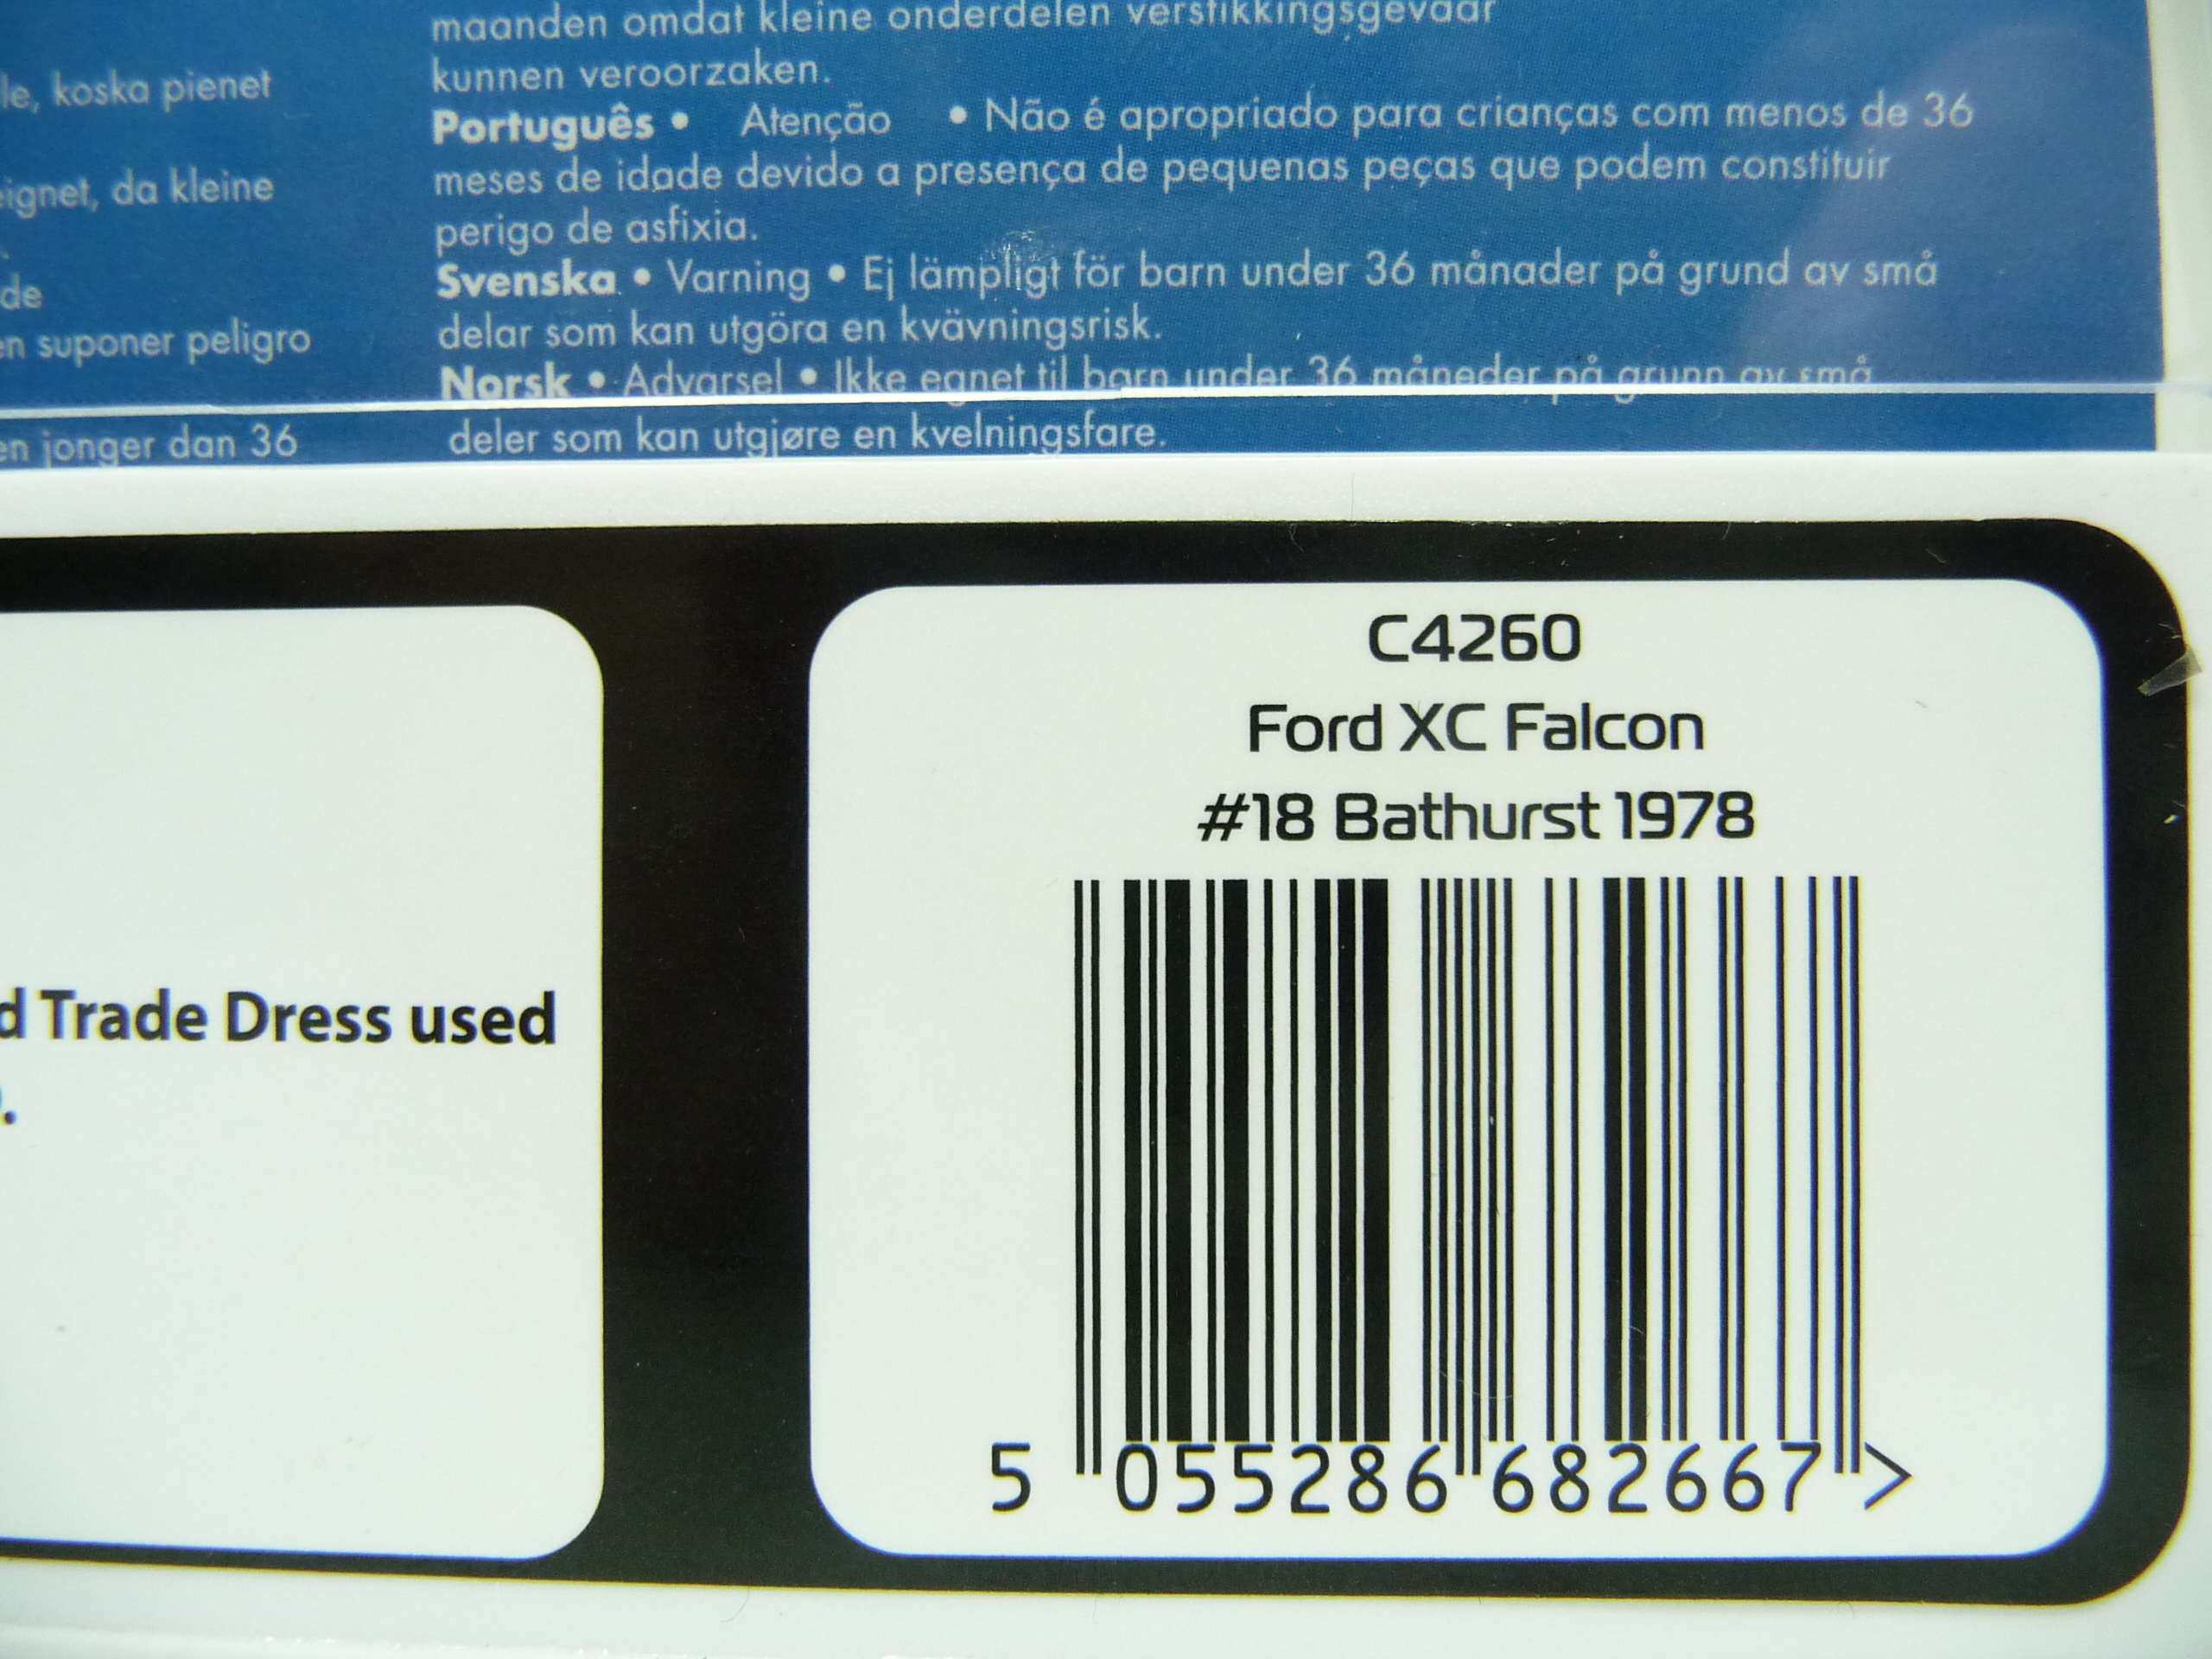 le, koska pienet
ignet, da kleine
de
en suponer peligro
en jonger dan 36
maanden omdat kleine onderdelen verstikkingsgevaar
kunnen veroorzaken.
Português • Atenção • Não é apropriado para crianças com menos de 36
meses de idade devido a presença de pequenas peças que podem constituir
perigo de asfixia.
Svenska • Varning • Ej lämpligt för barn under 36 månader på grund av små
delar som kan utgöra en kvävningsrisk.
Norsk • Advarsel • Ikke egnet til barn under 36 måneder på grunn av små
deler som kan utgjøre en kvelningsfare.
d Trade Dress used
.
C4260
Ford XC Falcon
#18 Bathurst 1978
5 055286 682667 >